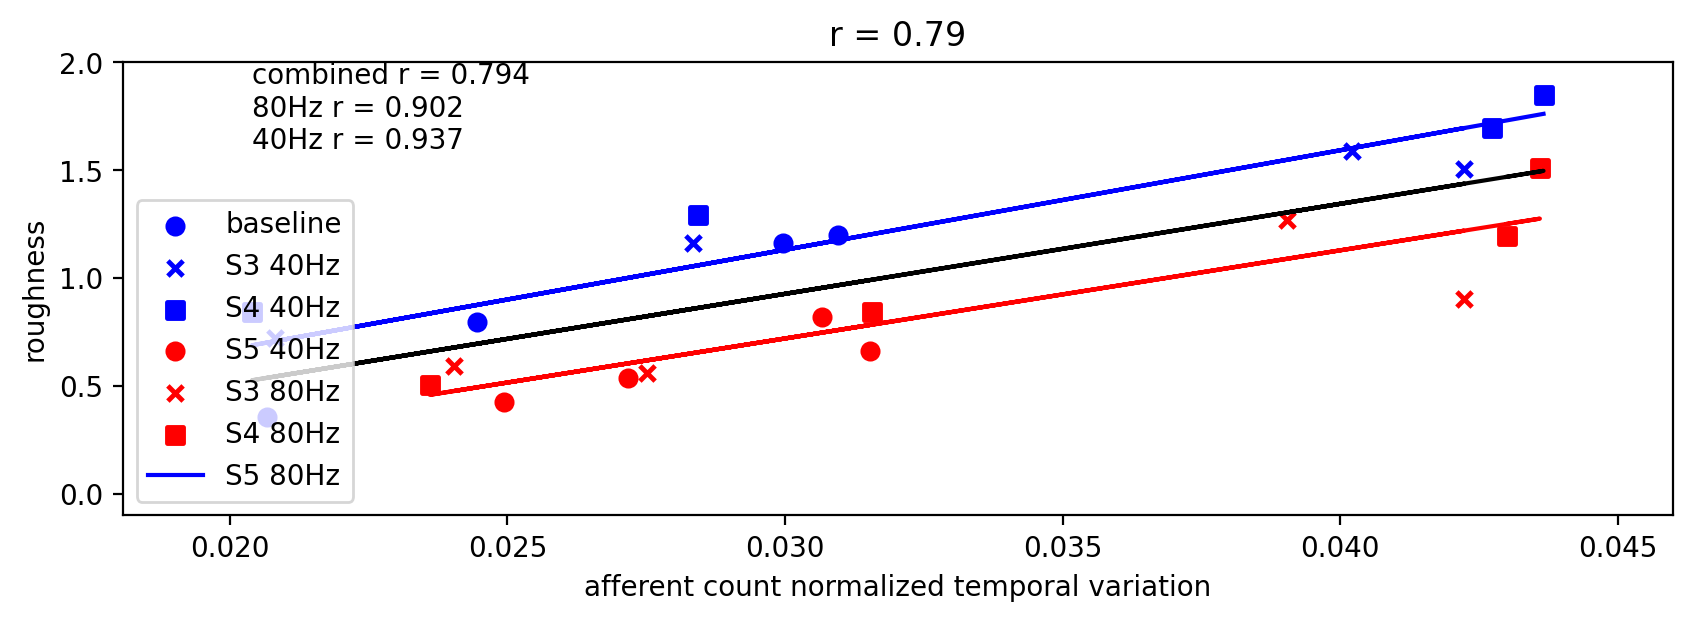 r = 0.79
combined r = 0.794
80Hz r = 0.902
40Hz r = 0.937
baseline
S3 40Hz
S4 40Hz
S5 40Hz
S3 80Hz
S4 80Hz
S5 80Hz
roughness
2.0
1.5
1.0
0.5
0.0
0.020
0.025
0.030
0.035
0.040
0.045
afferent count normalized temporal variation